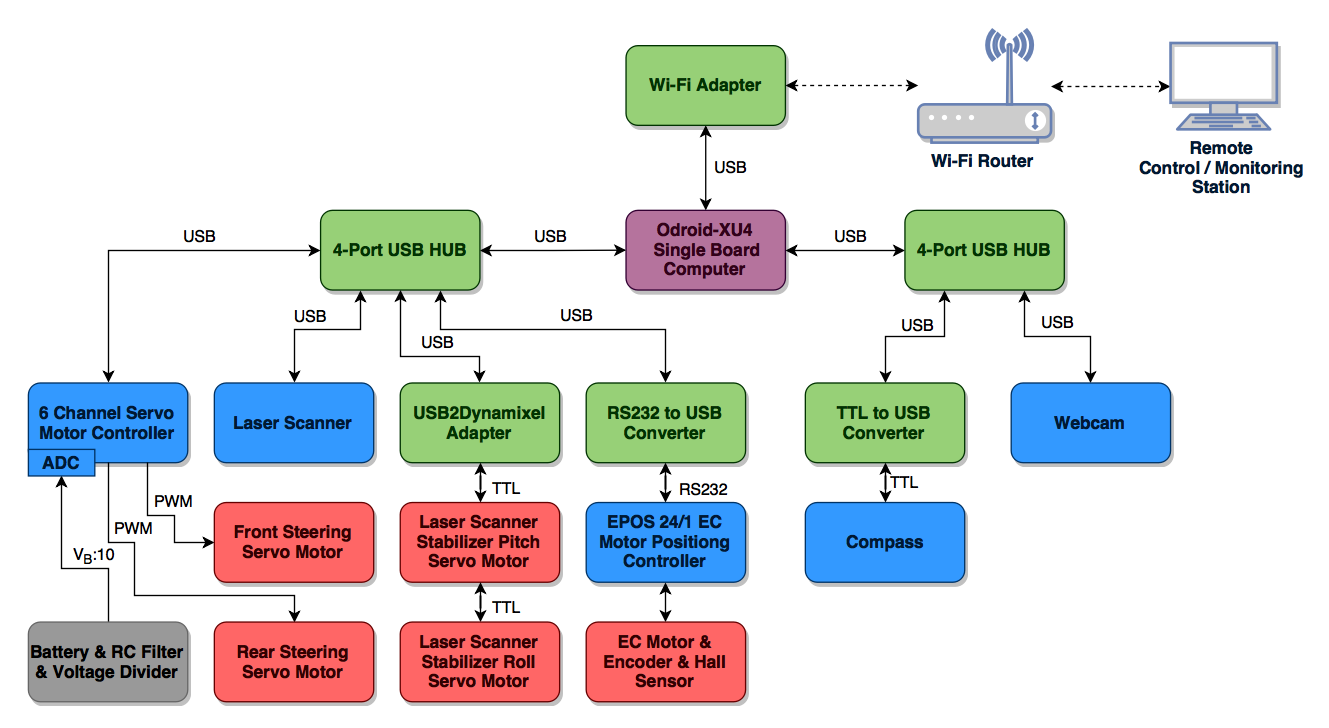 Wi-Fi Adapter
Wi-Fi Router
Remote
Control / Monitoring
Station
USB
4-Port USB HUB
Odroid-XU4
Single Board
Computer
4-Port USB HUB
USB
USB
USB
USB
USB
USB
USB
USB
USB
6 Channel Servo
Motor Controller
ADC
Laser Scanner
USB2Dynamixel
Adapter
RS232 to USB
Converter
TTL to USB
Converter
Webcam
PWM
PWM
VB:10
TTL
RS232
TTL
Front Steering
Servo Motor
Laser Scanner
Stabilizer Pitch
Servo Motor
EPOS 24/1 EC
Motor Positiong
Controller
Compass
TTL
Battery & RC Filter
& Voltage Divider
Rear Steering
Servo Motor
Laser Scanner
Stabilizer Roll
Servo Motor
EC Motor &
Encoder & Hall
Sensor